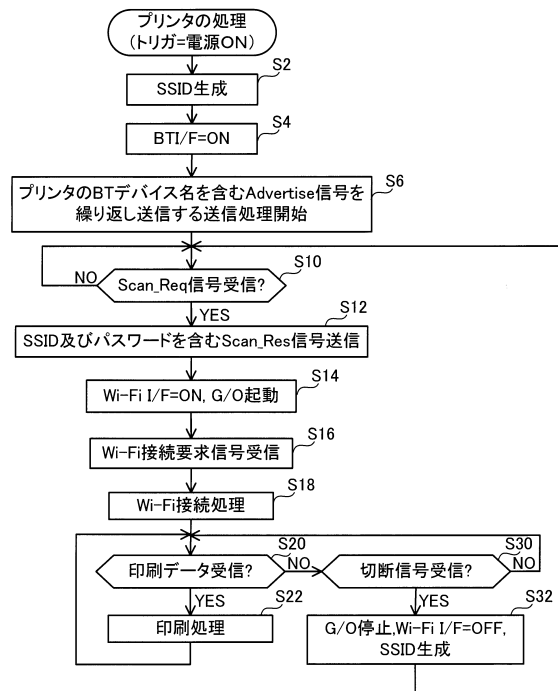 プリンタの処理
(トリガ=電源ON)
S2
SSID生成
S4
BTI/F=ON
S6
プリンタのBTデバイス名を含むAdvertise信号を
繰り返し送信する送信処理開始
S10
NO
Scan_Req信号受信?
YES
S12
SSID及びパスワードを含むScan_Res信号送信
S14
Wi-Fi I/F=ON, G/O起動
S16
Wi-Fi接続要求信号受信
S18
Wi-Fi接続処理
S20
S30
印刷データ受信?
NO
切断信号受信?
NO
YES
S22
YES
S32
印刷処理
G/O停止,Wi-Fi I/F=OFF,
SSID生成